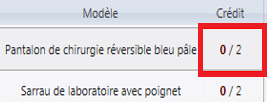 Modèle Crédit
Pantalon de chirurgie réversible bleu pâle 0 / 2
Sarrau de laboratoire avec poignet 0 / 2